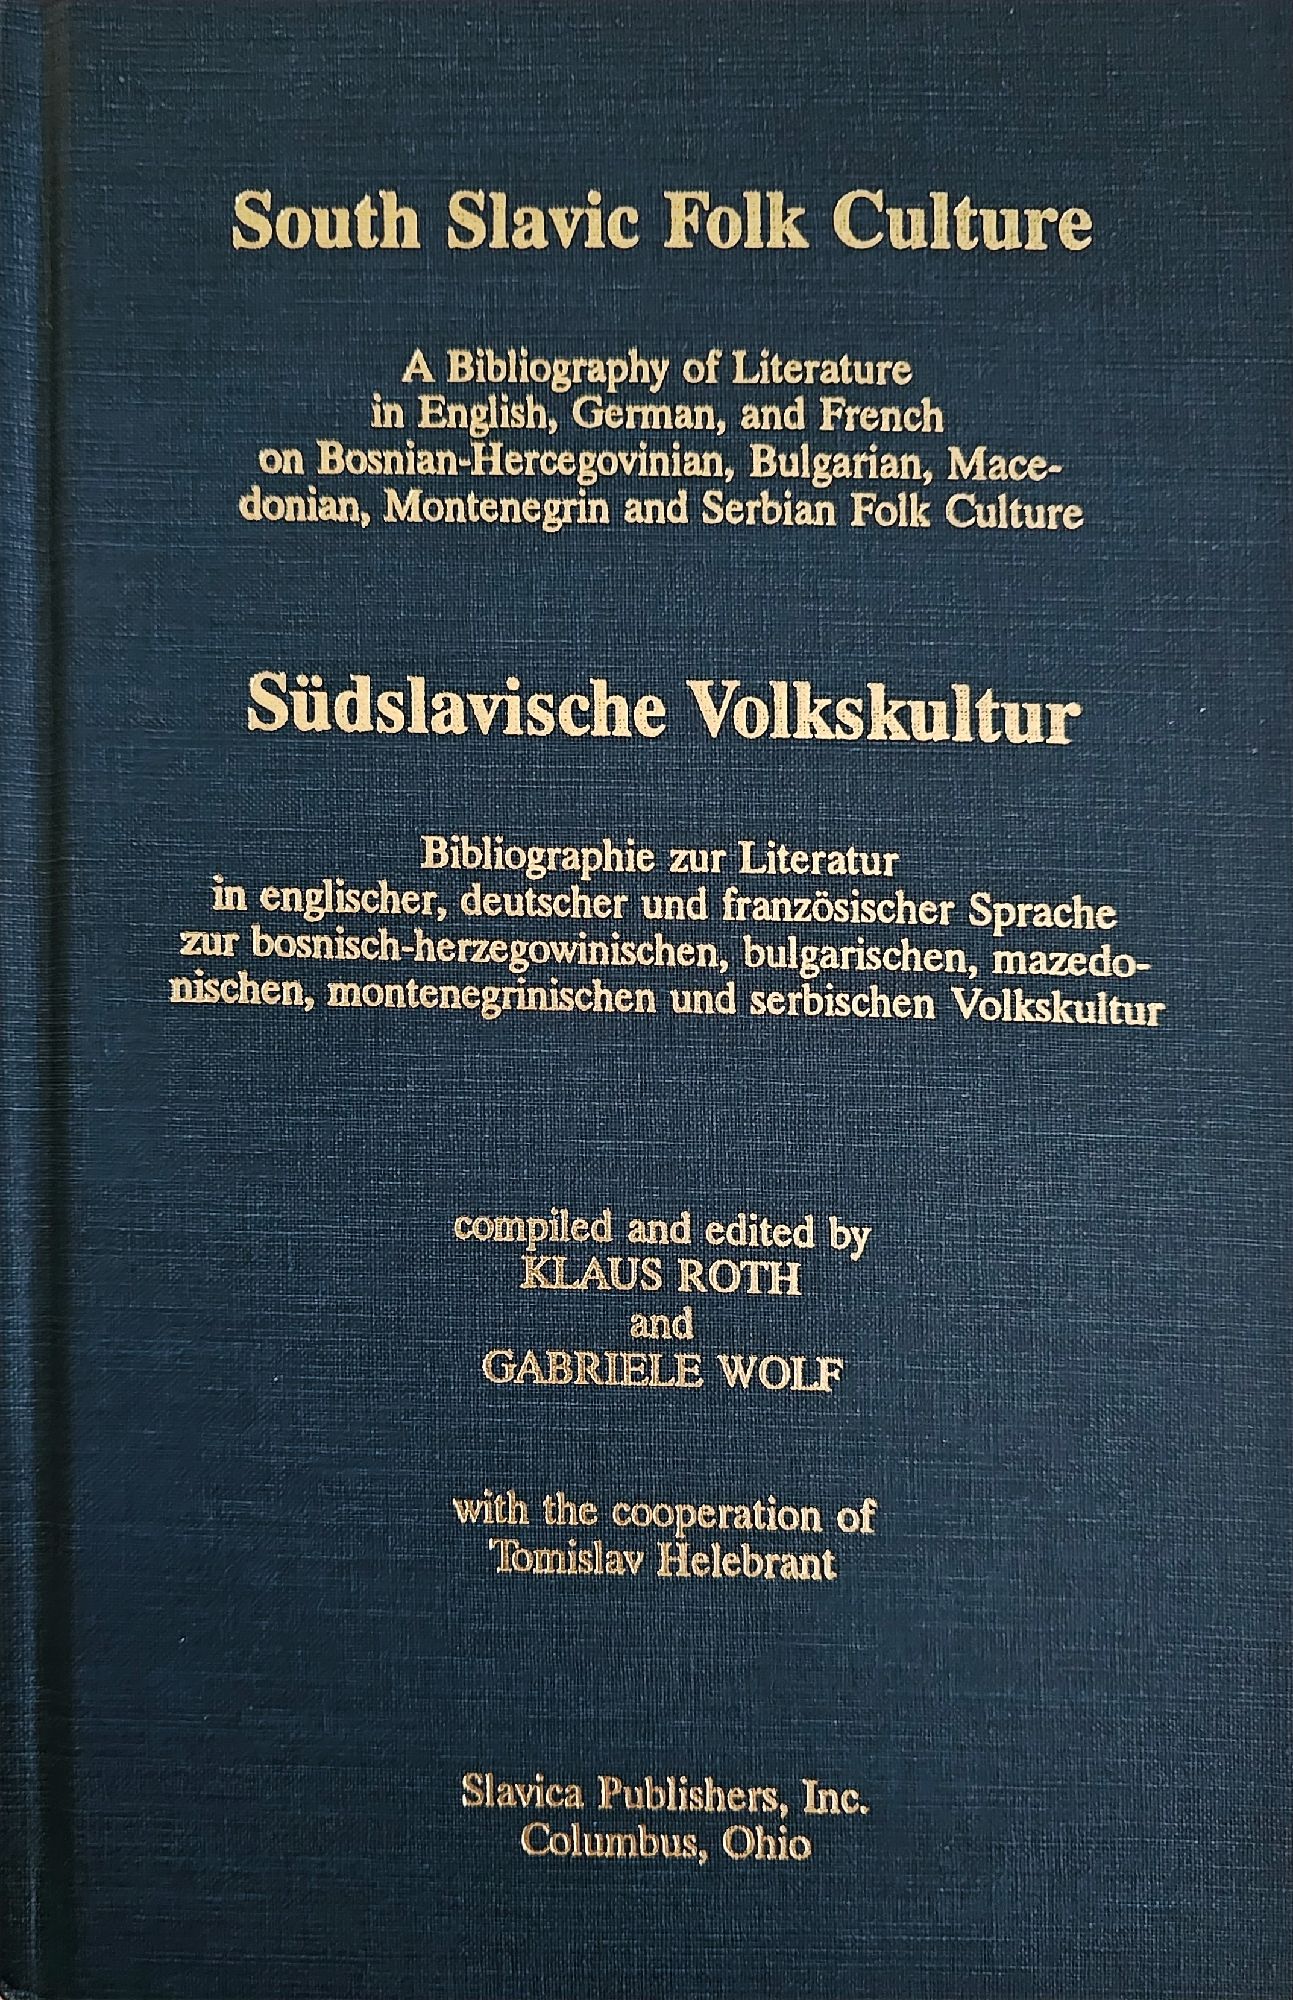 South Slavic Folk Culture
A Bibliography of Literature
in English, German, and French
on Bosnian-Hercegovinian, Bulgarian, Mace-
donian, Montenegrin and Serbian Folk Culture
Südslavische Volkskultur
Bibliographie zur Literatur
in englischer, deutscher und französischer Sprache
zur bosnisch-herzegowinischen, bulgarischen, mazedo-
nischen, montenegrinischen und serbischen Volkskultur
compiled and edited by
KLAUS ROTH
and
GABRIELE WOLF
with the cooperation of
Tomislav Helebrant
Slavica Publishers, Inc.
Columbus, Ohio